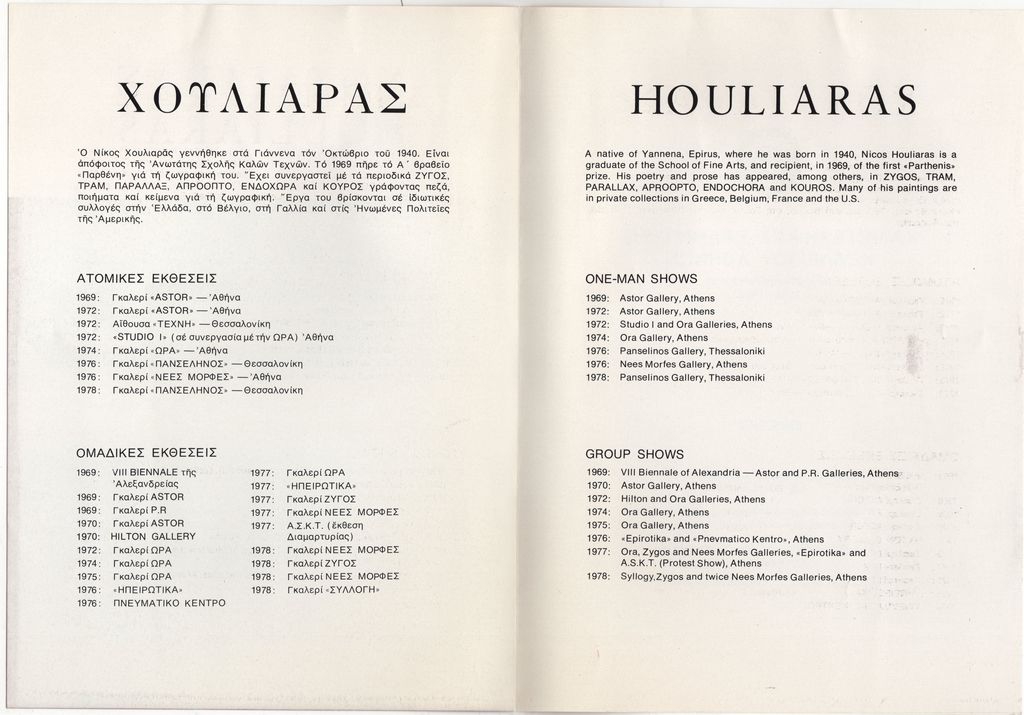 ΧΟΥΛΙΑΡΑΣ
Ὁ Νίκος Χουλιαρᾶς γεννήθηκε στά Γιάννενα τόν Ὀκτώβριο τοῦ 1940. Εἶναι
ἀπόφοιτος τῆς Ἀνωτάτης Σχολῆς Καλῶν Τεχνῶν. Τό 1969 πῆρε τό Α΄ βραβεῖο
«Παρθένη» γιά τή ζωγραφική του. Ἔχει συνεργαστεῖ μέ τά περιοδικά ΖΥΓΟΣ,
ΤΡΑΜ, ΠΑΡΑΛΛΑΞ, ΑΠΡΟΟΠΤΟ, ΕΝΔΟΧΩΡΑ καί ΚΟΥΡΟΣ γράφοντας πεζά,
ποιήματα καί κείμενα γιά τή ζωγραφική. Ἔργα του βρίσκονται σέ ἰδιωτικές
συλλογές στήν Ἑλλάδα, στό Βέλγιο, στή Γαλλία καί στίς Ἡνωμένες Πολιτεῖες
τῆς Ἀμερικῆς.
ΑΤΟΜΙΚΕΣ ΕΚΘΕΣΕΙΣ
1969: Γκαλερί «ASTOR» — Ἀθήνα
1972: Γκαλερί «ASTOR» — Ἀθήνα
1972: Αἴθουσα «ΤΕΧΝΗ» — Θεσσαλονίκη
1972: «STUDIO I» (σέ συνεργασία μέ τήν ΩΡΑ) Ἀθήνα
1974: Γκαλερί «ΩΡΑ» — Ἀθήνα
1976: Γκαλερί «ΠΑΝΣΕΛΗΝΟΣ» — Θεσσαλονίκη
1976: Γκαλερί «ΝΕΕΣ ΜΟΡΦΕΣ» — Ἀθήνα
1978: Γκαλερί «ΠΑΝΣΕΛΗΝΟΣ» — Θεσσαλονίκη
ΟΜΑΔΙΚΕΣ ΕΚΘΕΣΕΙΣ
1969: VIII BIENNALE τῆς
Ἀλεξανδρείας
1969: Γκαλερί ASTOR
1969: Γκαλερί P.R
1970: Γκαλερί ASTOR
1970: HILTON GALLERY
1972: Γκαλερί ΩΡΑ
1974: Γκαλερί ΩΡΑ
1975: Γκαλερί ΩΡΑ
1976: «ΗΠΕΙΡΩΤΙΚΑ»
1976: ΠΝΕΥΜΑΤΙΚΟ ΚΕΝΤΡΟ
1977: Γκαλερί ΩΡΑ
1977: «ΗΠΕΙΡΩΤΙΚΑ»
1977: Γκαλερί ΖΥΓΟΣ
1977: Γκαλερί ΝΕΕΣ ΜΟΡΦΕΣ
1977: Α.Σ.Κ.Τ. (ἔκθεση
Διαμαρτυρίας)
1978: Γκαλερί ΝΕΕΣ ΜΟΡΦΕΣ
1978: Γκαλερί ΖΥΓΟΣ
1978: Γκαλερί ΝΕΕΣ ΜΟΡΦΕΣ
1978: Γκαλερί «ΣΥΛΛΟΓΗ»
HOULIARAS
A native of Yannena, Epirus, where he was born in 1940, Nicos Houliaras is a
graduate of the School of Fine Arts, and recipient, in 1969, of the first «Parthenis»
prize. His poetry and prose has appeared, among others, in ZYGOS, TRAM,
PARALLAX, APROOPTO, ENDOCHORA and KOUROS. Many of his paintings are
in private collections in Greece, Belgium, France and the U.S.
ONE-MAN SHOWS
1969: Astor Gallery, Athens
1972: Astor Gallery, Athens
1972: Studio I and Ora Galleries, Athens
1974: Ora Gallery, Athens
1976: Panselinos Gallery, Thessaloniki
1976: Nees Morfes Gallery, Athens
1978: Panselinos Gallery, Thessaloniki
GROUP SHOWS
1969: VIII Biennale of Alexandria — Astor and P.R. Galleries, Athens
1970: Astor Gallery, Athens
1972: Hilton and Ora Galleries, Athens
1974: Ora Gallery, Athens
1975: Ora Gallery, Athens
1976: «Epirotika» and «Pnevmatico Kentro», Athens
1977: Ora, Zygos and Nees Morfes Galleries, «Epirotika» and
A.S.K.T. (Protest Show), Athens
1978: Syllogy,Zygos and twice Nees Morfes Galleries, Athens